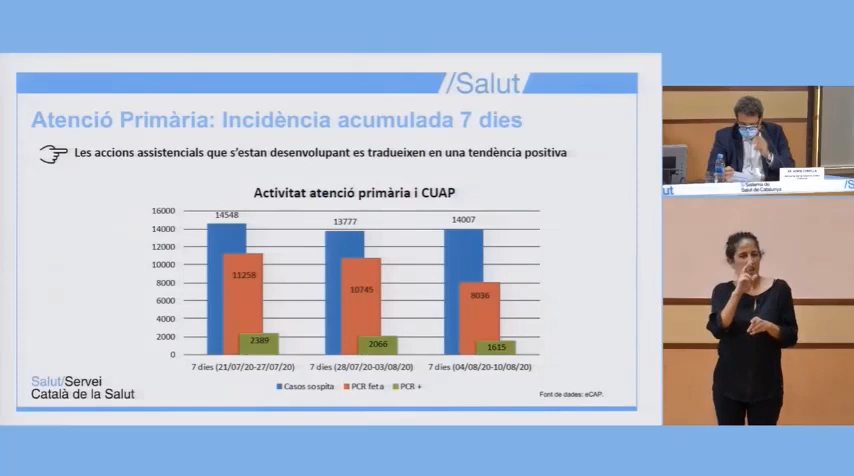 /Salut/
Atenció Primària: Incidència acumulada 7 dies
Les accions assistencials que s'estan desenvolupant es tradueixen en una tendència positiva
Activitat atenció primària i CUAP
16000
14000
12000
10000
8000
6000
4000
2000
0
14548
11258
2389
13777
10745
2066
14007
8036
1615
7 dies (21/07/20-27/07/20)
7 dies (28/07/20-03/08/20)
7 dies (04/08/20-10/08/20)
Casos sospita
PCR feta
PCR +
Salut/Servei
Català de la Salut
Font de dades: eCAP.
ut
/Sistema de
Salut de Catalunya
/S